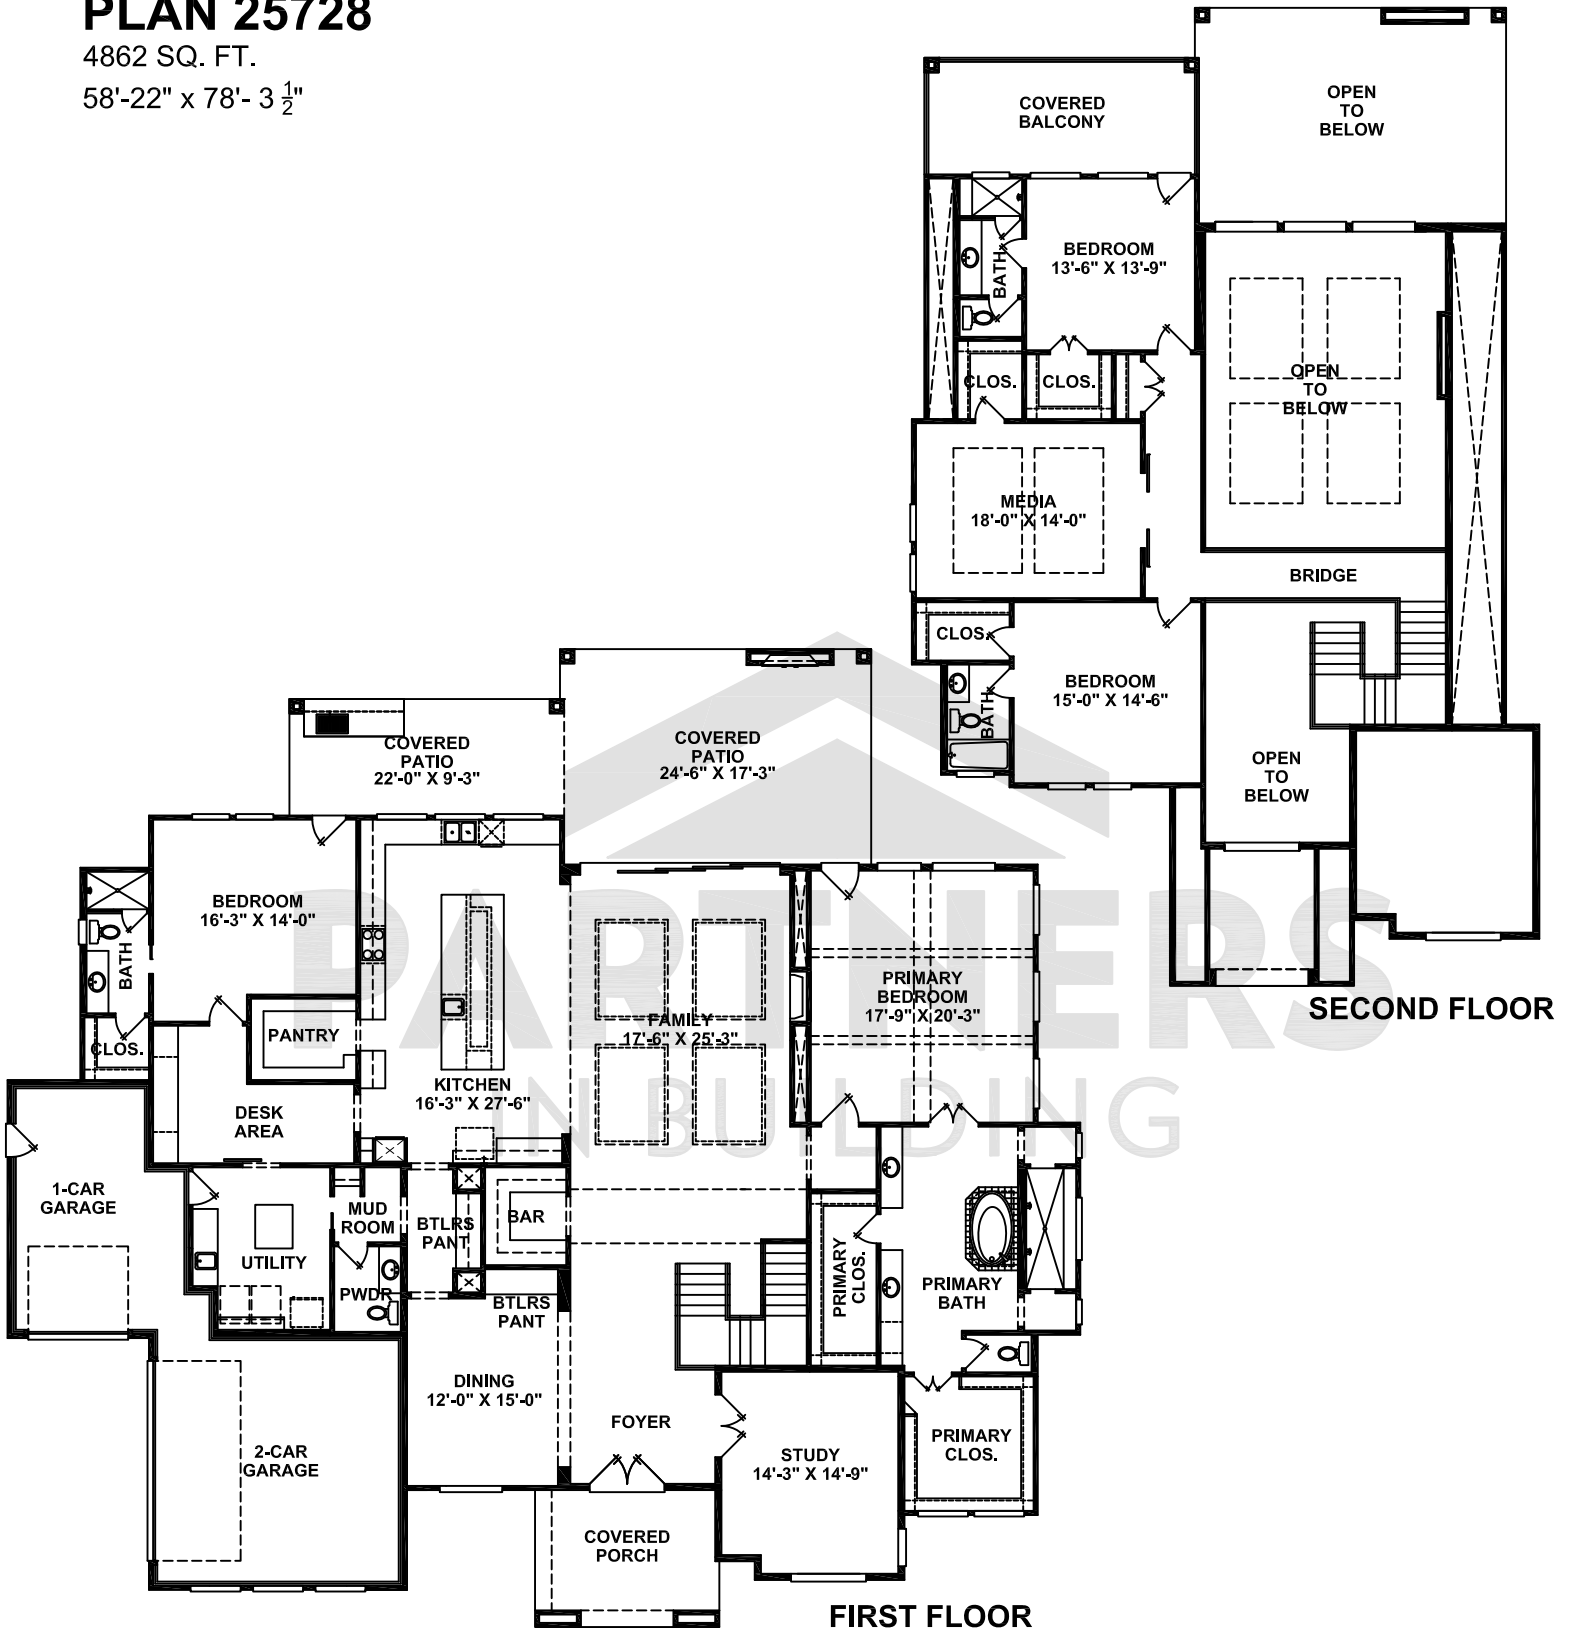 PLAN 25728
4862 SQ. FT.
58'-22" x 78'- 3 1/2"
COVERED
BALCONY
OPEN
TO
BELOW
BEDROOM
13'-6" X 13'-9"
BATH
CLOS.
CLOS.
OPEN
TO
BELOW
MEDIA
18'-0" X 14'-0"
BRIDGE
CLOS.
BEDROOM
15'-0" X 14'-6"
BATH
OPEN
TO
BELOW
SECOND FLOOR
COVERED
PATIO
22'-0" X 9'-3"
COVERED
PATIO
24'-6" X 17'-3"
BEDROOM
16'-3" X 14'-0"
BATH
CLOS.
PANTRY
KITCHEN
16'-3" X 27'-6"
FAMILY
17'-6" X 25'-3"
PRIMARY
BEDROOM
17'-9" X 20'-3"
DESK
AREA
1-CAR
GARAGE
UTILITY
MUD
ROOM
PWDR
BTLRS
PANT
BAR
BTLRS
PANT
PRIMARY
CLOS.
PRIMARY
BATH
DINING
12'-0" X 15'-0"
FOYER
STUDY
14'-3" X 14'-9"
PRIMARY
CLOS.
2-CAR
GARAGE
COVERED
PORCH
FIRST FLOOR
PARTNERS
IN BUILDING